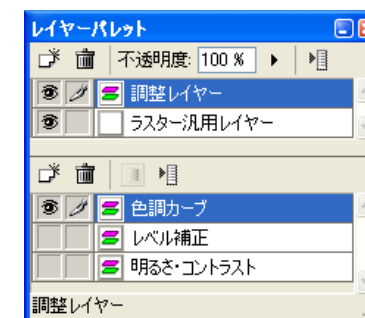 レイヤーパレット
不透明度: 100 %
調整レイヤー
ラスター汎用レイヤー
色調カーブ
レベル補正
明るさ・コントラスト
調整レイヤー